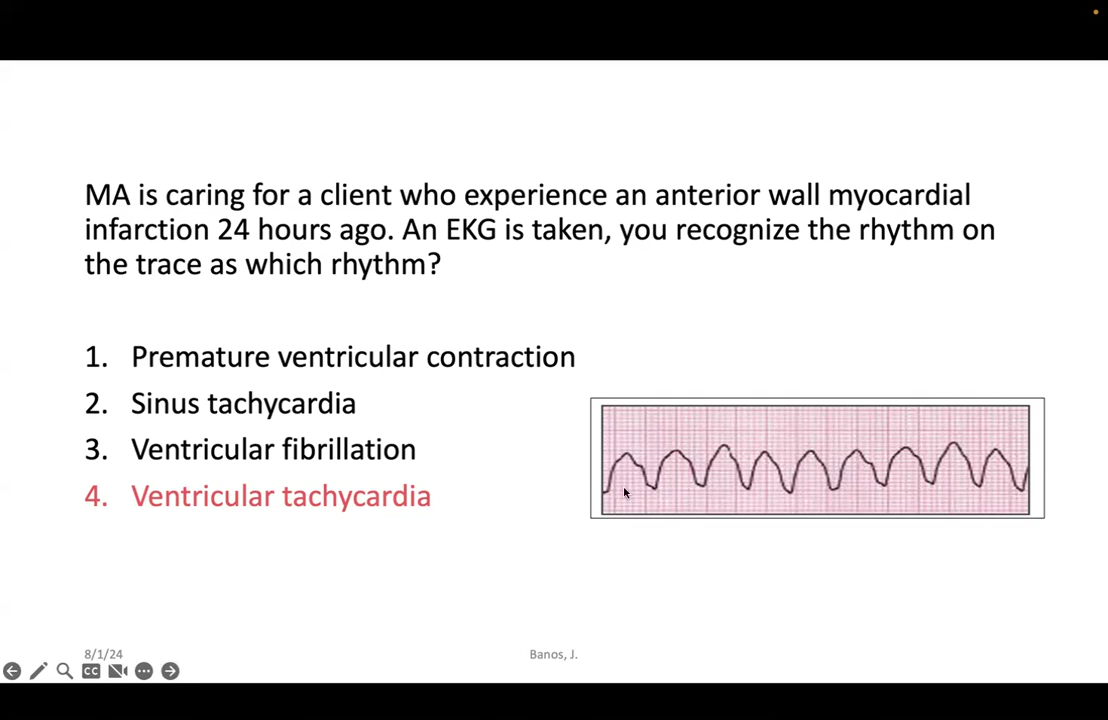 MA is caring for a client who experience an anterior wall myocardial
infarction 24 hours ago. An EKG is taken, you recognize the rhythm on
the trace as which rhythm?
1. Premature ventricular contraction
2. Sinus tachycardia
3. Ventricular fibrillation
4. Ventricular tachycardia
8/1/24
Banos, J.
CC